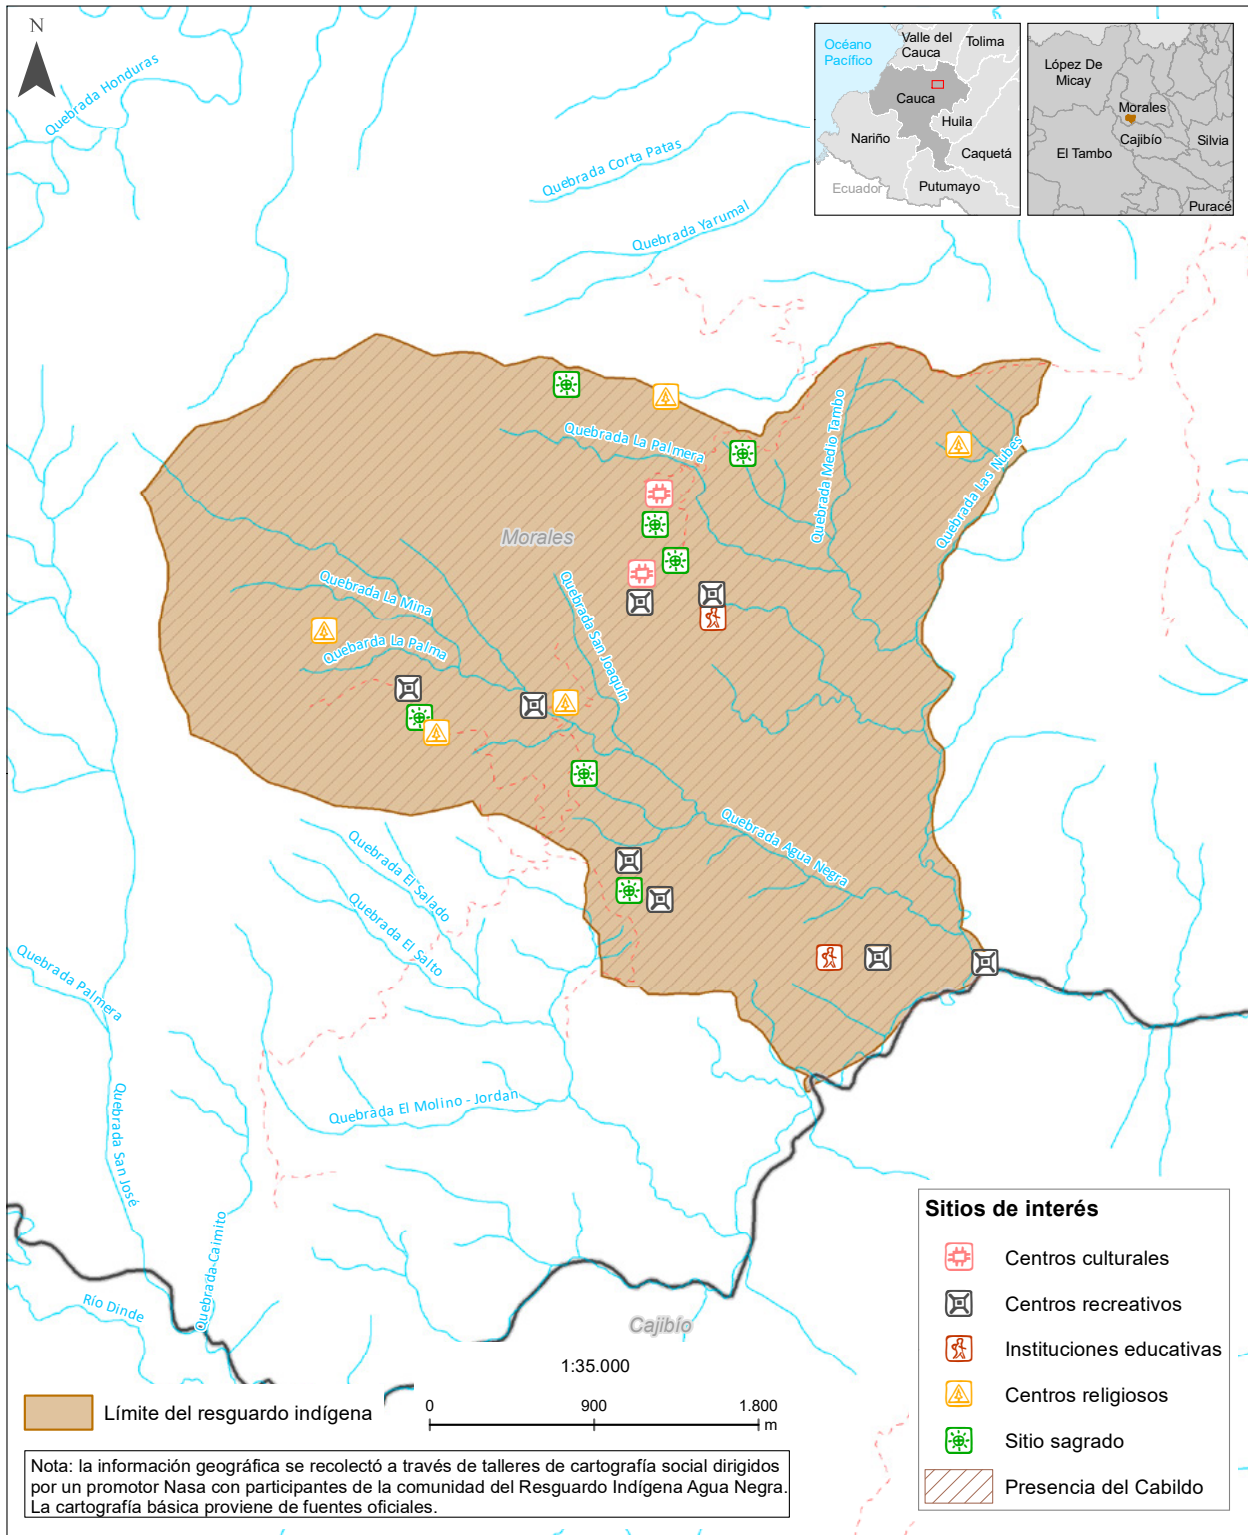 N
Quebrada Honduras
Quebrada Corta Patas
Quebrada Yarumal
Océano
Pacífico
Valle del
Cauca
Tolima
Cauca
Huila
Nariño
Caquetá
Ecuador
Putumayo
López De
Micay
Morales
Cajibío
El Tambo
Silvia
Puracé
Quebrada La Palmera
Quebrada Medio Tambo
Quebrada Las Nubes
Morales
Quebrada La Mina
Quebarda La Palma
Quebrada San Joaquín
Quebrada Agua Negra
Quebrada El Salado
Quebrada El Salto
Quebrada Palmera
Quebrada San José
Quebrada El Molino - Jordan
Quebrada Caimito
Río Dinde
Cajibío
1:35.000
0 900 1.800
m
Límite del resguardo indígena
Nota: la información geográfica se recolectó a través de talleres de cartografía social dirigidos
por un promotor Nasa con participantes de la comunidad del Resguardo Indígena Agua Negra.
La cartografía básica proviene de fuentes oficiales.
Sitios de interés
Centros culturales
Centros recreativos
Instituciones educativas
Centros religiosos
Sitio sagrado
Presencia del Cabildo